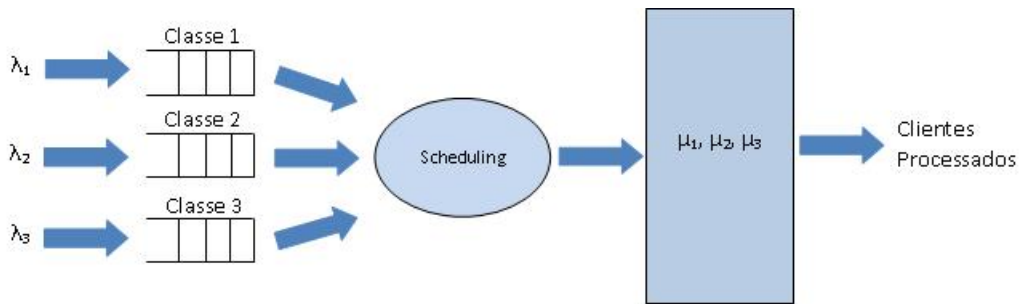 Classe 1
λ₁
Classe 2
λ₂
Classe 3
λ₃
Scheduling
μ₁, μ₂, μ₃
Clientes
Processados